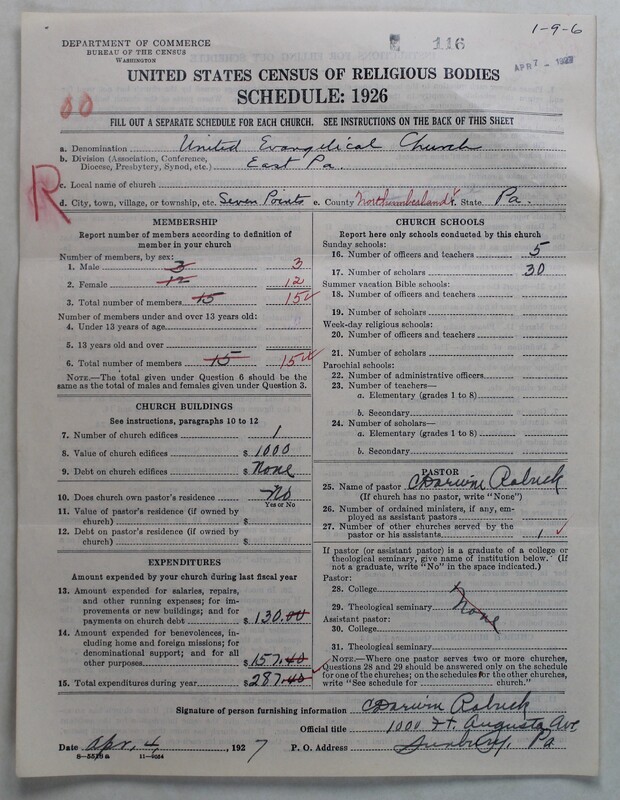 1-9-6
DEPARTMENT OF COMMERCE
BUREAU OF THE CENSUS
WASHINGTON
116
APR 7 - 1927
UNITED STATES CENSUS OF RELIGIOUS BODIES
SCHEDULE: 1926
00
FILL OUT A SEPARATE SCHEDULE FOR EACH CHURCH. SEE INSTRUCTIONS ON THE BACK OF THIS SHEET
a. Denomination United Evangelical Church
b. Division (Association, Conference, Diocese, Presbytery, Synod, etc.) East Pa.
R
c. Local name of church
d. City, town, village, or township, etc. Seven Points e. County Northumberland f. State Pa.
MEMBERSHIP
Report number of members according to definition of
member in your church
Number of members, by sex:
1. Male 3 3
2. Female 12 12
3. Total number of members 15 15
Number of members under and over 13 years old:
4. Under 13 years of age
5. 13 years old and over
6. Total number of members 15 15
NOTE.—The total given under Question 6 should be the
same as the total of males and females given under Question 3.
CHURCH BUILDINGS
See instructions, paragraphs 10 to 12
7. Number of church edifices 1
8. Value of church edifices $ 1000
9. Debt on church edifices $ None
10. Does church own pastor's residence No
Yes or No
11. Value of pastor's residence (if owned by
church) $
12. Debt on pastor's residence (if owned by
church) $
EXPENDITURES
Amount expended by your church during last fiscal year
13. Amount expended for salaries, repairs,
and other running expenses; for im-
provements or new buildings; and for
payments on church debt $ 130.00
14. Amount expended for benevolences, in-
cluding home and foreign missions; for
denominational support; and for all
other purposes $ 157.40
15. Total expenditures during year $ 287.40
CHURCH SCHOOLS
Report here only schools conducted by this church
Sunday schools:
16. Number of officers and teachers 5
17. Number of scholars 30
Summer vacation Bible schools:
18. Number of officers and teachers
19. Number of scholars
Week-day religious schools:
20. Number of officers and teachers
21. Number of scholars
Parochial schools:
22. Number of administrative officers
23. Number of teachers—
a. Elementary (grades 1 to 8)
b. Secondary
24. Number of scholars—
a. Elementary (grades 1 to 8)
b. Secondary
PASTOR
25. Name of pastor C Darwin Rabuck
(If church has no pastor, write "None")
26. Number of ordained ministers, if any, em-
ployed as assistant pastors
27. Number of other churches served by the
pastor or his assistants 1
If pastor (or assistant pastor) is a graduate of a college or
theological seminary, give name of institution below. (If
not a graduate, write "No" in the space indicated.)
Pastor:
28. College
29. Theological seminary None
Assistant pastor:
30. College
31. Theological seminary
NOTE.—Where one pastor serves two or more churches,
Questions 28 and 29 should be answered only on the schedule
for one of the churches; on the schedules for the other churches,
write "See schedule for church."
Signature of person furnishing information C Darwin Rabuck
Official title 1000 Ft. Augusta Ave
Date Apr. 4, 1927 P. O. Address Sunbury, Pa
8-5519a 11-9064